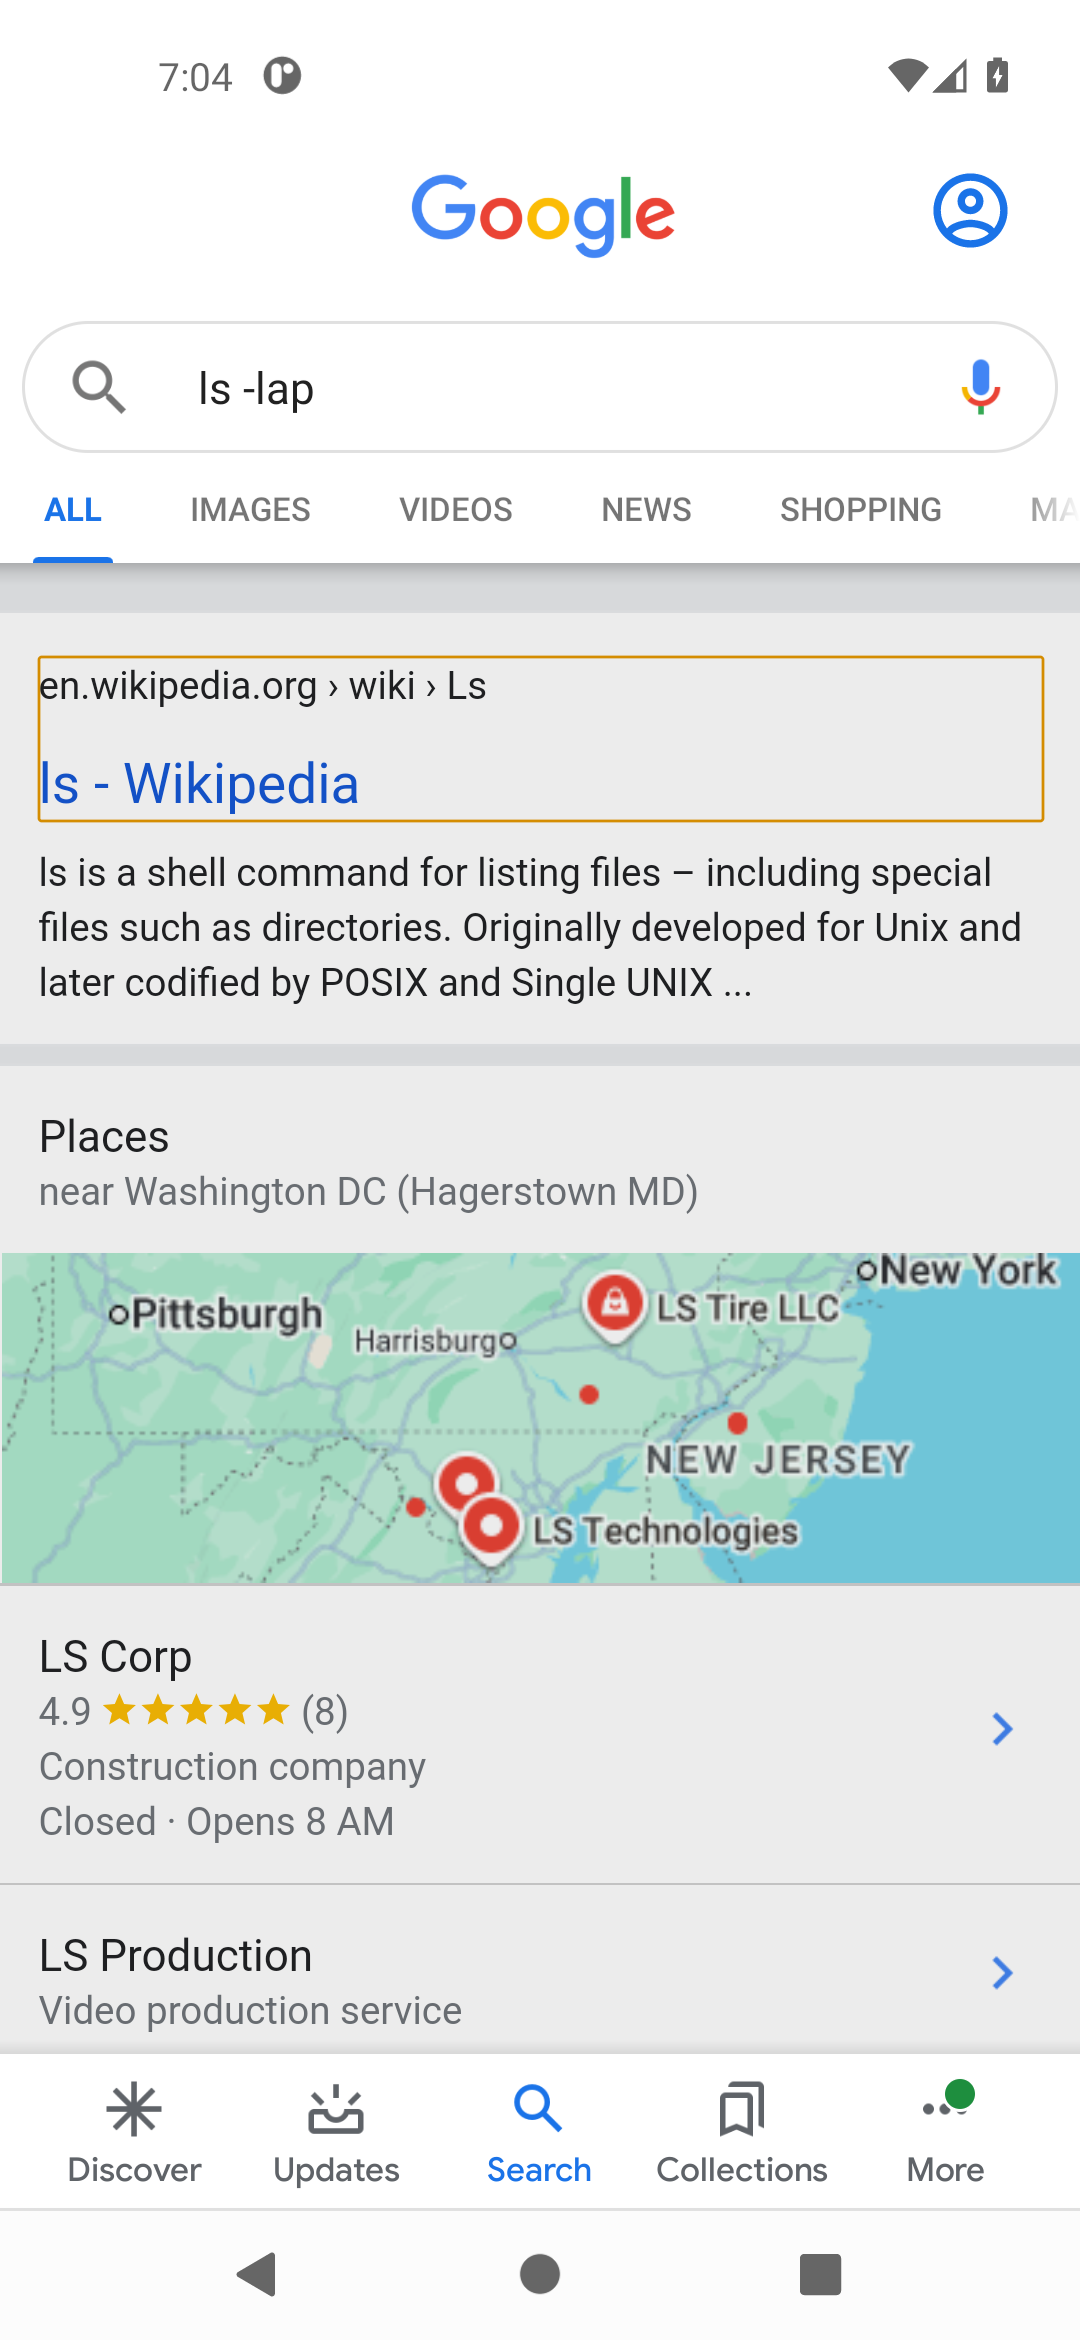 7:04
Google
ls -lap
ALL IMAGES VIDEOS NEWS SHOPPING MA
en.wikipedia.org › wiki › Ls
ls - Wikipedia
ls is a shell command for listing files – including special
files such as directories. Originally developed for Unix and
later codified by POSIX and Single UNIX ...
Places
near Washington DC (Hagerstown MD)
New York
Pittsburgh
LS Tire LLC
Harrisburg
NEW JERSEY
LS Technologies
LS Corp
4.9 (8)
Construction company
Closed · Opens 8 AM
LS Production
Video production service
Discover Updates Search Collections More